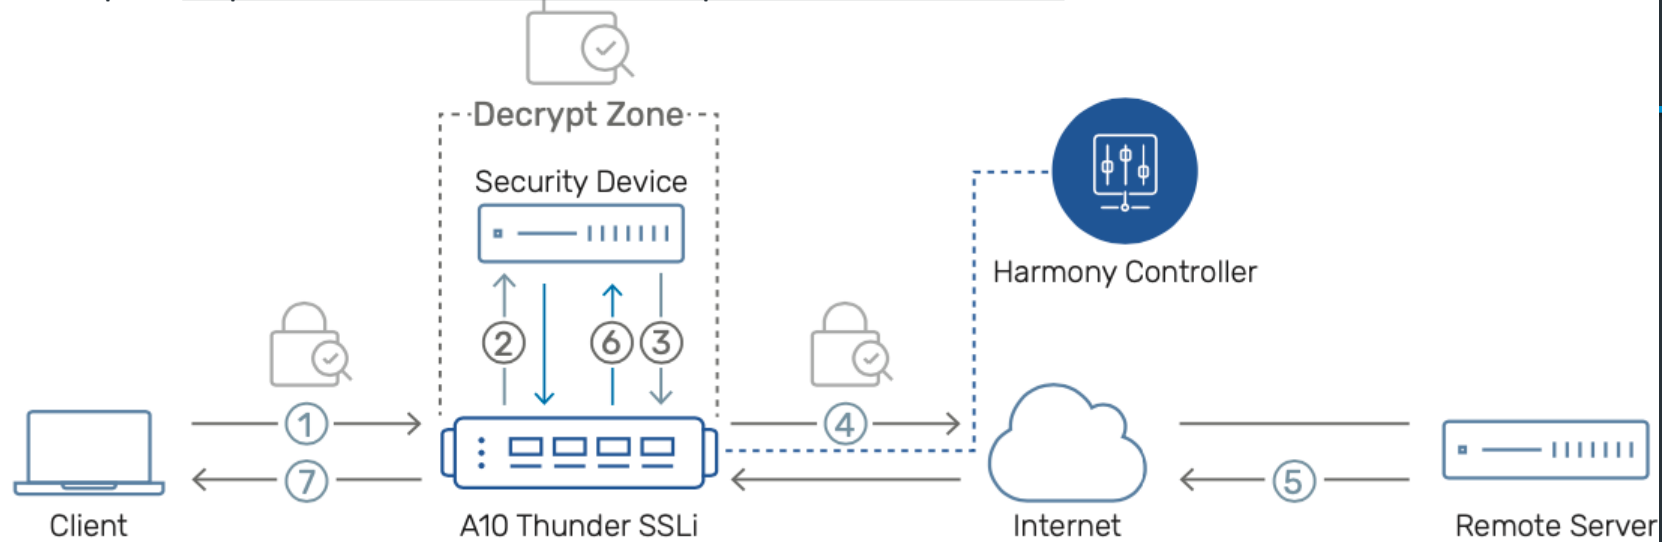 Decrypt Zone
Security Device
Harmony Controller
2
6
3
1
4
7
5
Client
A10 Thunder SSLi
Internet
Remote Server